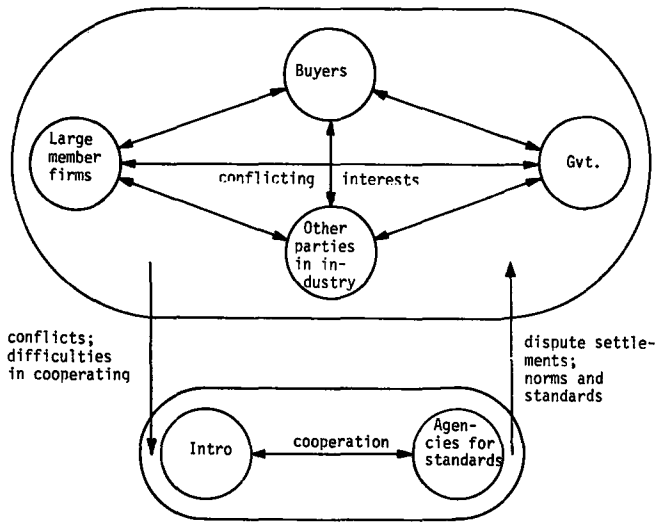 Buyers
Large
member
firms
Gvt.
conflicting interests
Other
parties
in in-
dustry
conflicts;
difficulties
in cooperating
dispute settle-
ments;
norms and
standards
Intro
cooperation
Agen-
cies for
standards